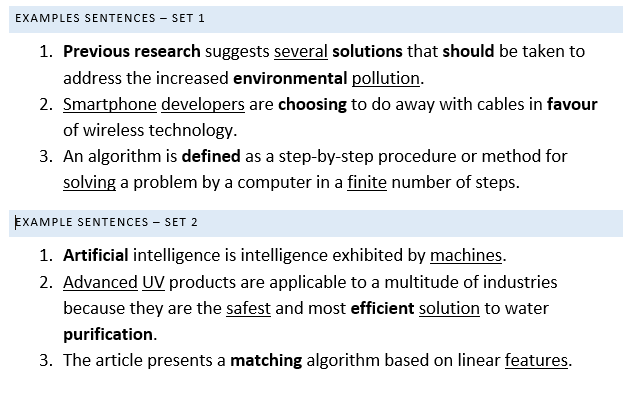 EXAMPLES SENTENCES – SET 1
1. Previous research suggests several solutions that should be taken to
address the increased environmental pollution.
2. Smartphone developers are choosing to do away with cables in favour
of wireless technology.
3. An algorithm is defined as a step-by-step procedure or method for
solving a problem by a computer in a finite number of steps.
EXAMPLE SENTENCES – SET 2
1. Artificial intelligence is intelligence exhibited by machines.
2. Advanced UV products are applicable to a multitude of industries
because they are the safest and most efficient solution to water
purification.
3. The article presents a matching algorithm based on linear features.